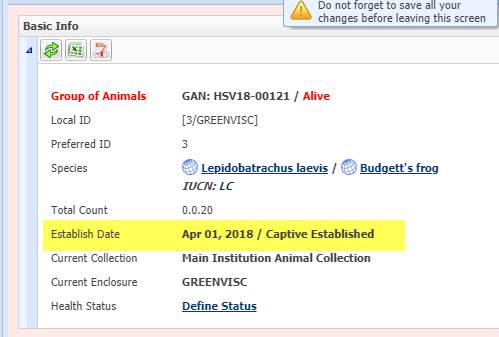 Do not forget to save all your
changes before leaving this screen
Basic Info
Group of Animals GAN: HSV18-00121 / Alive
Local ID [3/GREENVISC]
Preferred ID 3
Species Lepidobatrachus laevis / Budgett's frog
IUCN: LC
Total Count 0.0.20
Establish Date Apr 01, 2018 / Captive Established
Current Collection Main Institution Animal Collection
Current Enclosure GREENVISC
Health Status Define Status